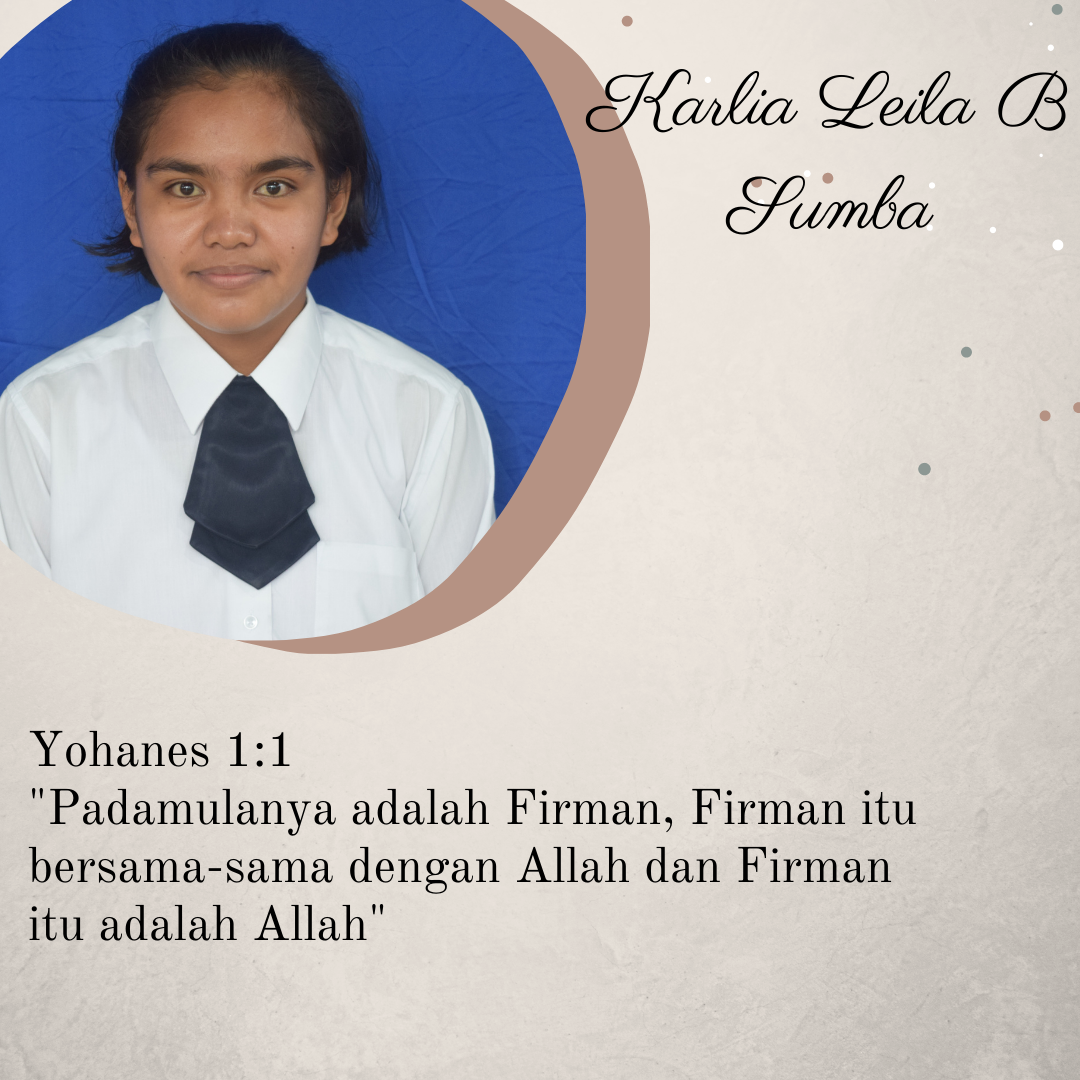 Karlia Leila B
Sumba
Yohanes 1:1
"Padamulanya adalah Firman, Firman itu
bersama-sama dengan Allah dan Firman
itu adalah Allah"